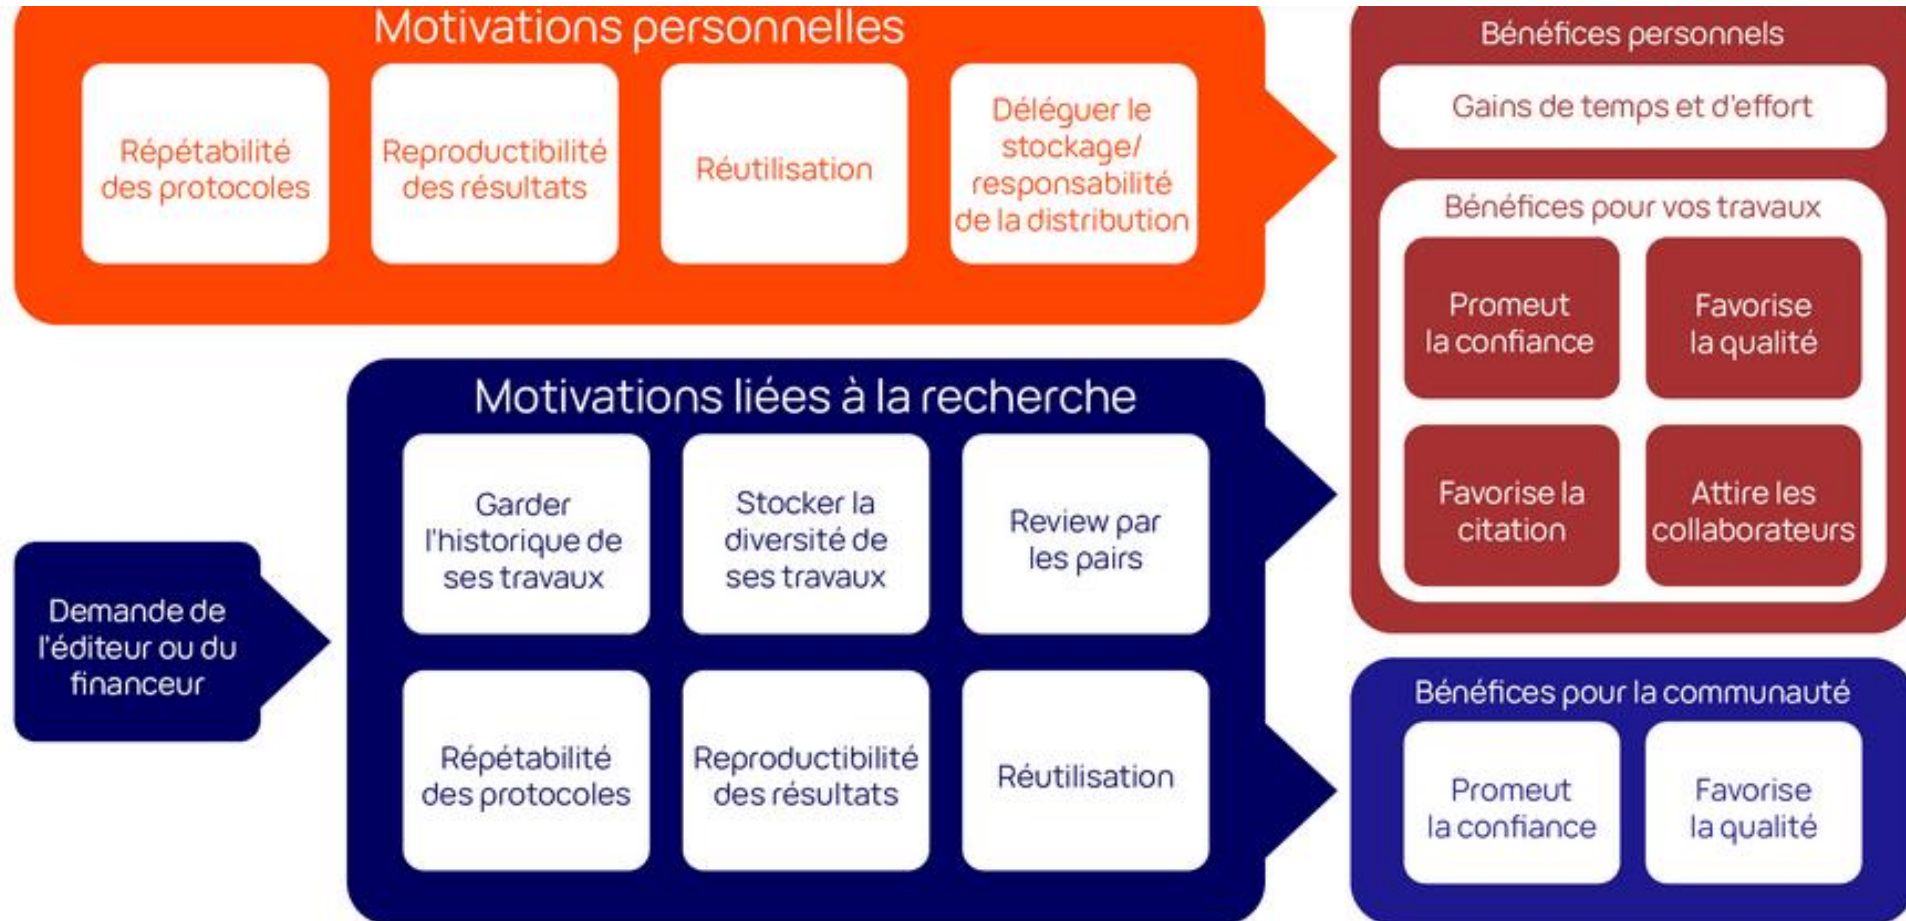 Motivations personnelles
Répétabilité
des protocoles
Reproductibilité
des résultats
Réutilisation
Déléguer le
stockage/
responsabilité
de la distribution
Demande de
l'éditeur ou du
financeur
Motivations liées à la recherche
Garder
l'historique de
ses travaux
Stocker la
diversité de
ses travaux
Review par
les pairs
Répétabilité
des protocoles
Reproductibilité
des résultats
Réutilisation
Bénéfices personnels
Gains de temps et d'effort
Bénéfices pour vos travaux
Promeut
la confiance
Favorise
la qualité
Favorise la
citation
Attire les
collaborateurs
Bénéfices pour la communauté
Promeut
la confiance
Favorise
la qualité